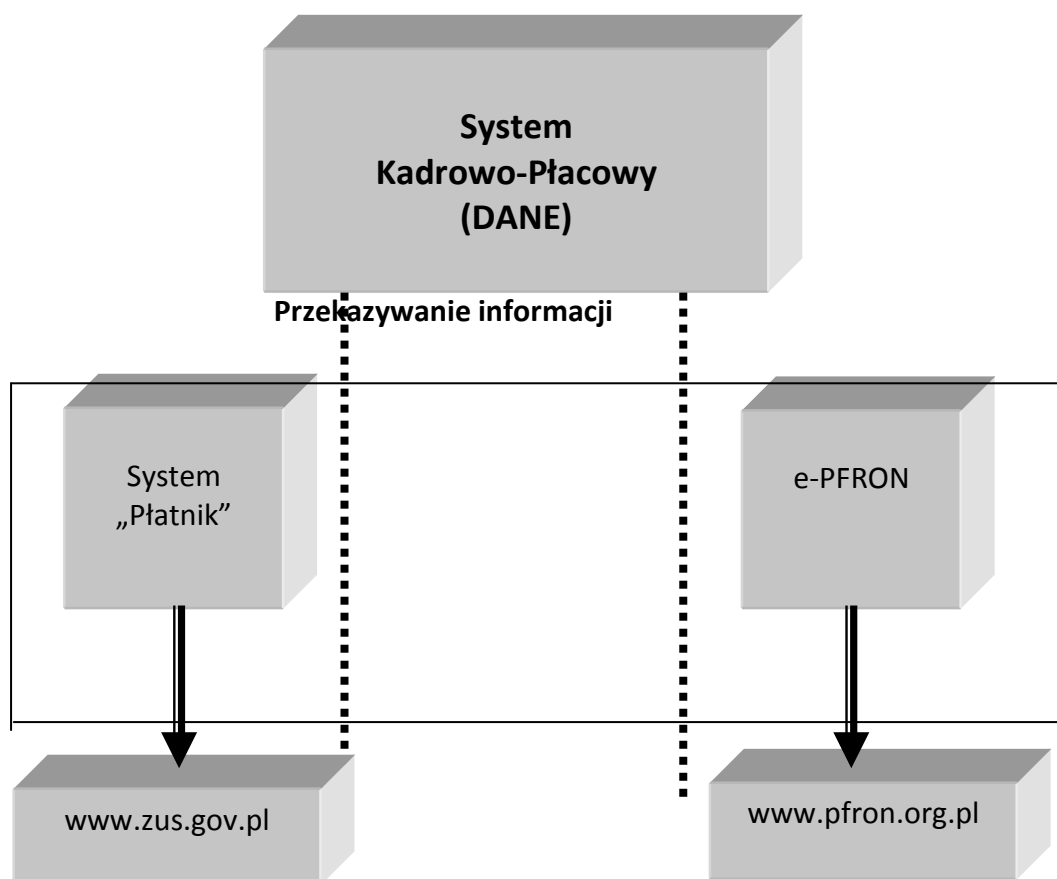 System
Kadrowo-Płacowy
(DANE)
Przekazywanie informacji
System
„Płatnik”
e-PFRON
www.zus.gov.pl
www.pfron.org.pl